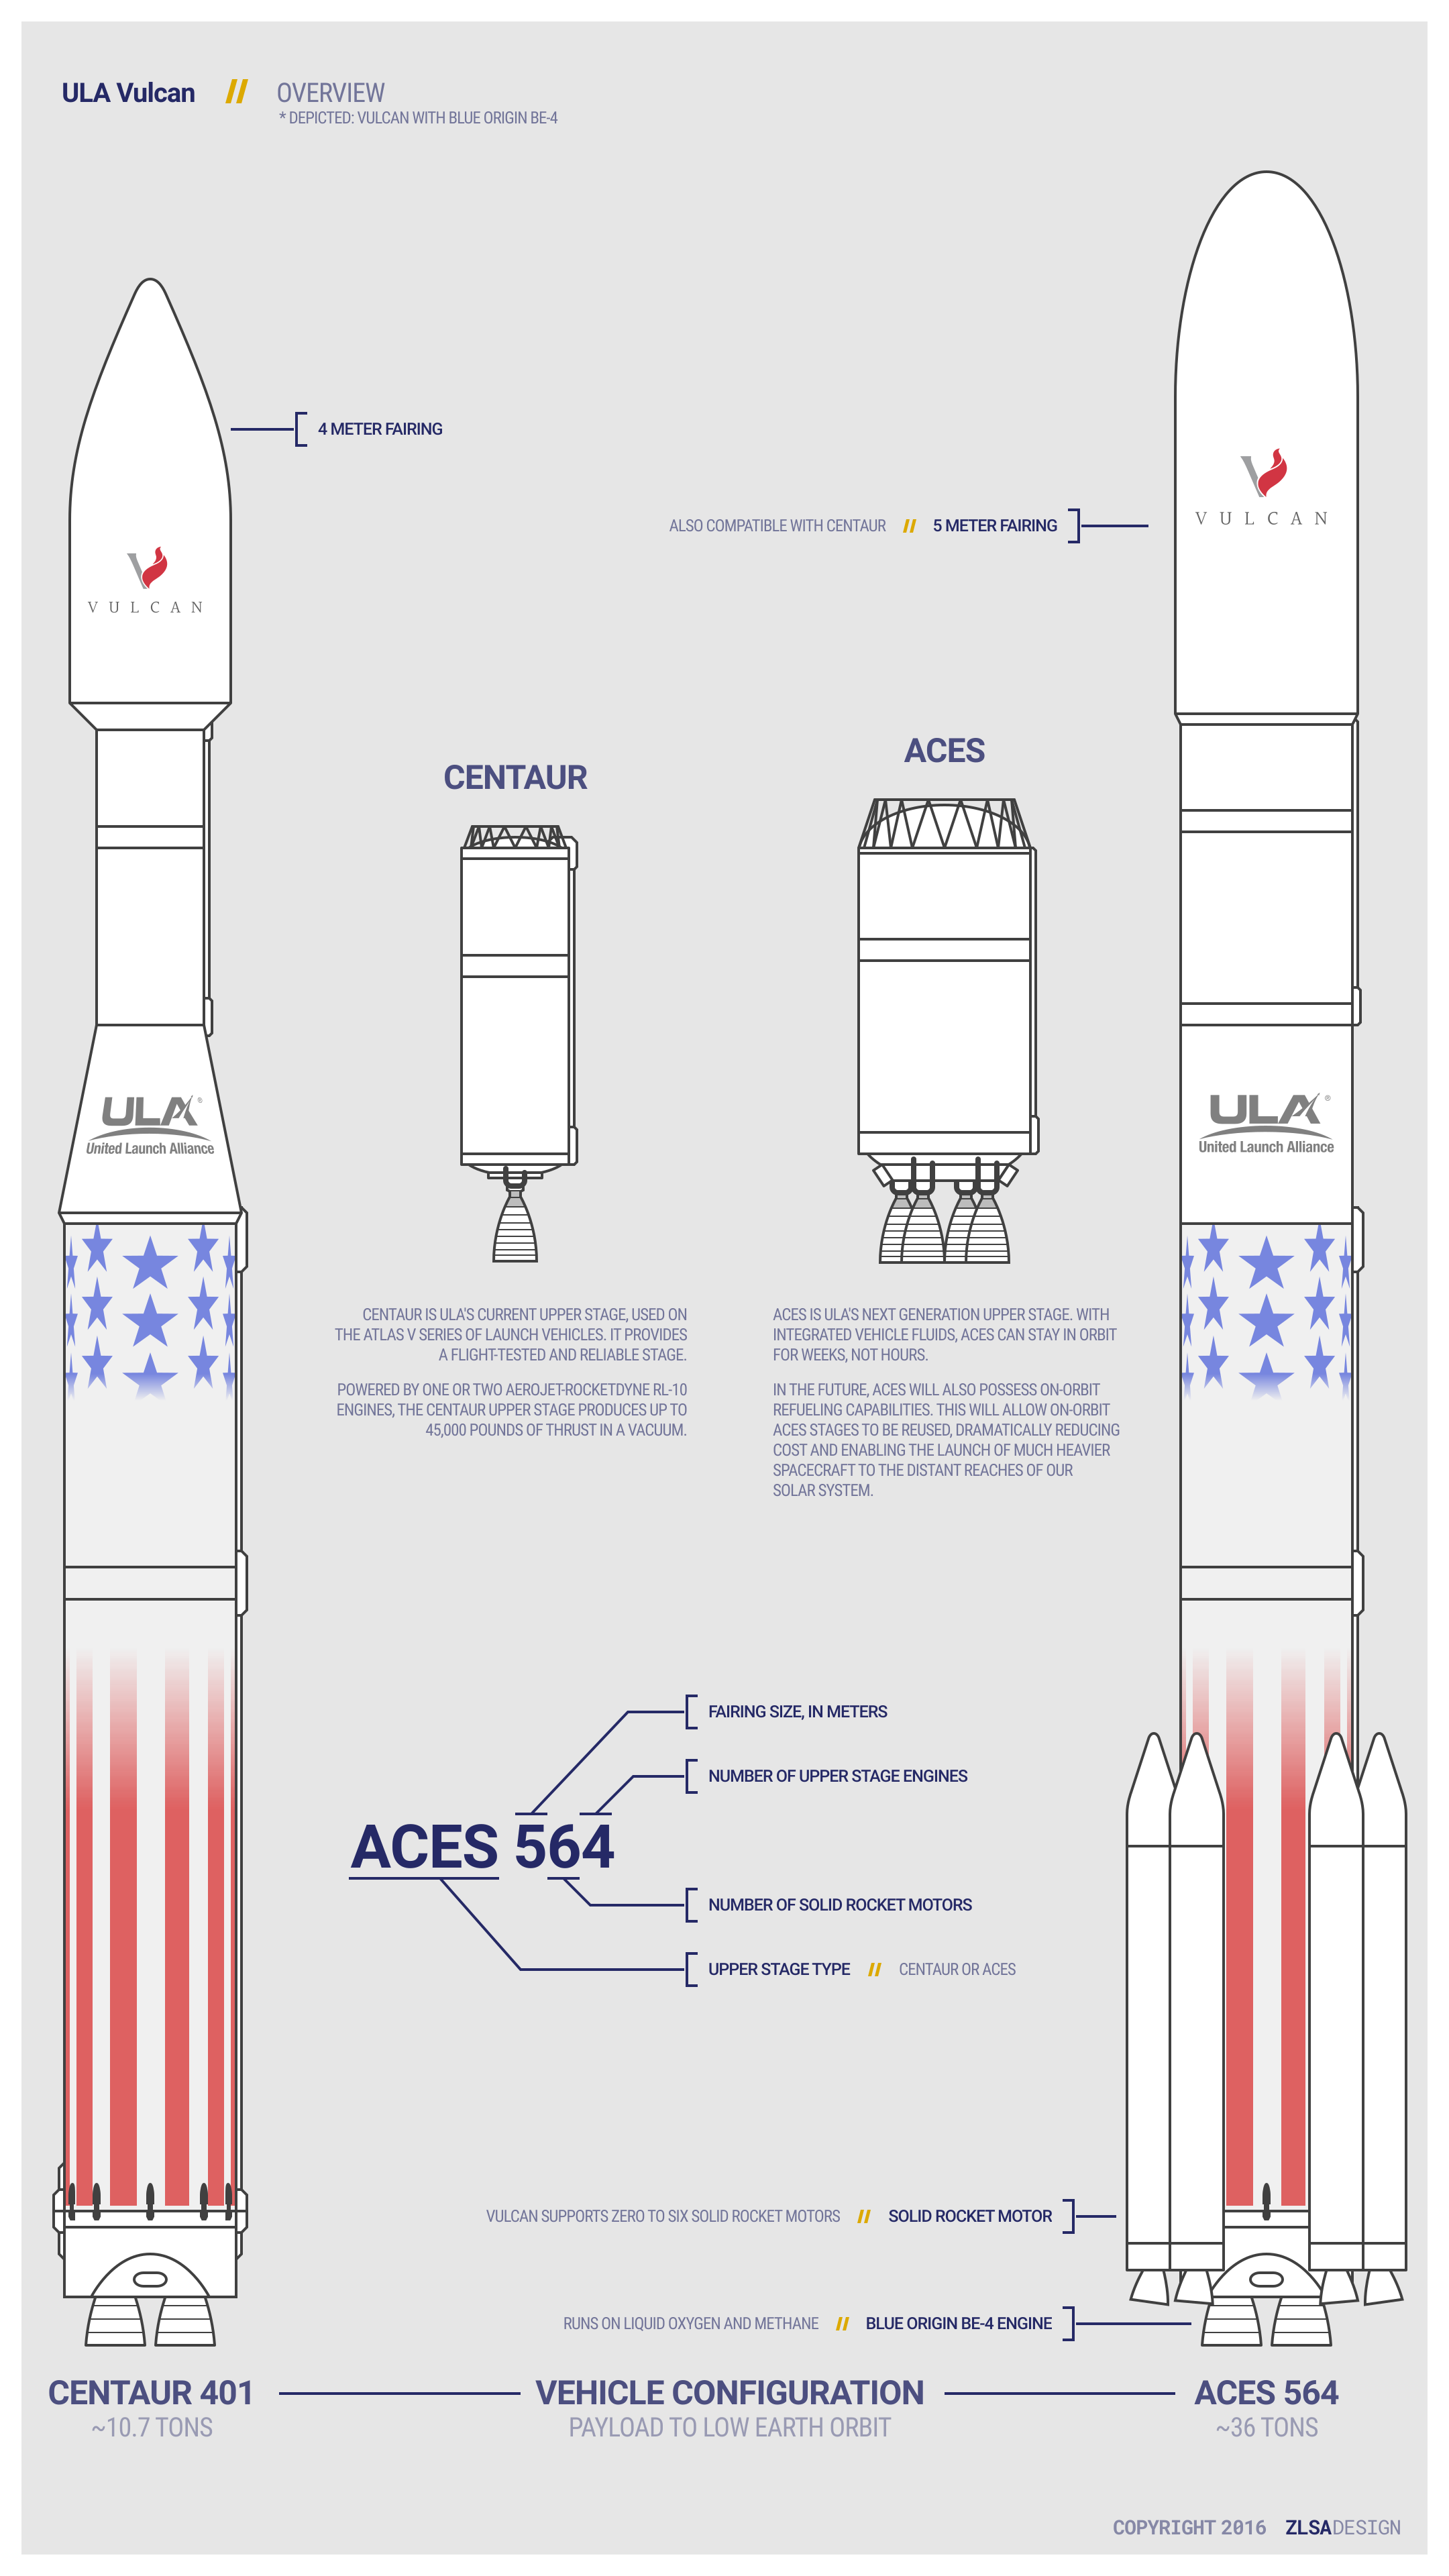 ULA Vulcan // OVERVIEW
* DEPICTED: VULCAN WITH BLUE ORIGIN BE-4
4 METER FAIRING
VULCAN
ALSO COMPATIBLE WITH CENTAUR // 5 METER FAIRING
VULCAN
CENTAUR
ACES
ULA®
United Launch Alliance
ULA®
United Launch Alliance
CENTAUR IS ULA'S CURRENT UPPER STAGE, USED ON
THE ATLAS V SERIES OF LAUNCH VEHICLES. IT PROVIDES
A FLIGHT-TESTED AND RELIABLE STAGE.
POWERED BY ONE OR TWO AEROJET-ROCKETDYNE RL-10
ENGINES, THE CENTAUR UPPER STAGE PRODUCES UP TO
45,000 POUNDS OF THRUST IN A VACUUM.
ACES IS ULA'S NEXT GENERATION UPPER STAGE. WITH
INTEGRATED VEHICLE FLUIDS, ACES CAN STAY IN ORBIT
FOR WEEKS, NOT HOURS.
IN THE FUTURE, ACES WILL ALSO POSSESS ON-ORBIT
REFUELING CAPABILITIES. THIS WILL ALLOW ON-ORBIT
ACES STAGES TO BE REUSED, DRAMATICALLY REDUCING
COST AND ENABLING THE LAUNCH OF MUCH HEAVIER
SPACECRAFT TO THE DISTANT REACHES OF OUR
SOLAR SYSTEM.
FAIRING SIZE, IN METERS
NUMBER OF UPPER STAGE ENGINES
ACES 564
NUMBER OF SOLID ROCKET MOTORS
UPPER STAGE TYPE // CENTAUR OR ACES
VULCAN SUPPORTS ZERO TO SIX SOLID ROCKET MOTORS // SOLID ROCKET MOTOR
RUNS ON LIQUID OXYGEN AND METHANE // BLUE ORIGIN BE-4 ENGINE
CENTAUR 401
~10.7 TONS
VEHICLE CONFIGURATION
PAYLOAD TO LOW EARTH ORBIT
ACES 564
~36 TONS
COPYRIGHT 2016 ZLSADESIGN